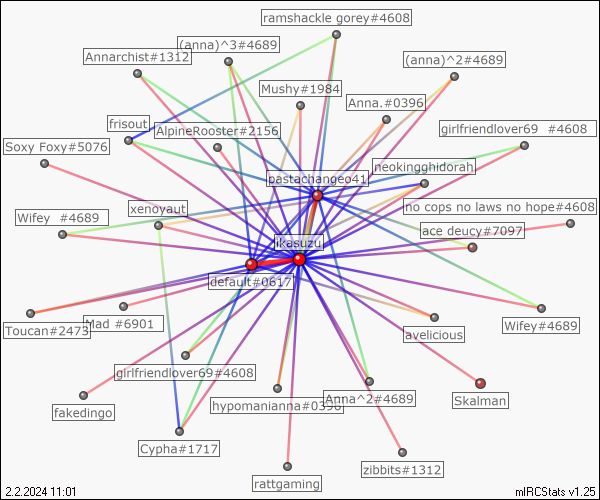 ramshackle gorey#4608
(anna)^3#4689
Annarchist#1312
(anna)^2#4689
Mushy#1984
Anna.#0396
frisout
AlpineRooster#2156
girlfriendlover69 #4608
Soxy Foxy#5076
neokingghidorah
pastachangeo41
xenoyaut
no cops no laws no hope#4608
Wifey #4689
ace deucy#7097
ikasuzu
default#0617
Toucan#2473
Mad #6901
Wifey#4689
avelicious
girlfriendlover69#4608
Anna^2#4689
Skalman
hypomanianna#0396
fakedingo
Cypha#1717
zibbits#1312
rattgaming
2.2.2024 11:01
mIRCStats v1.25